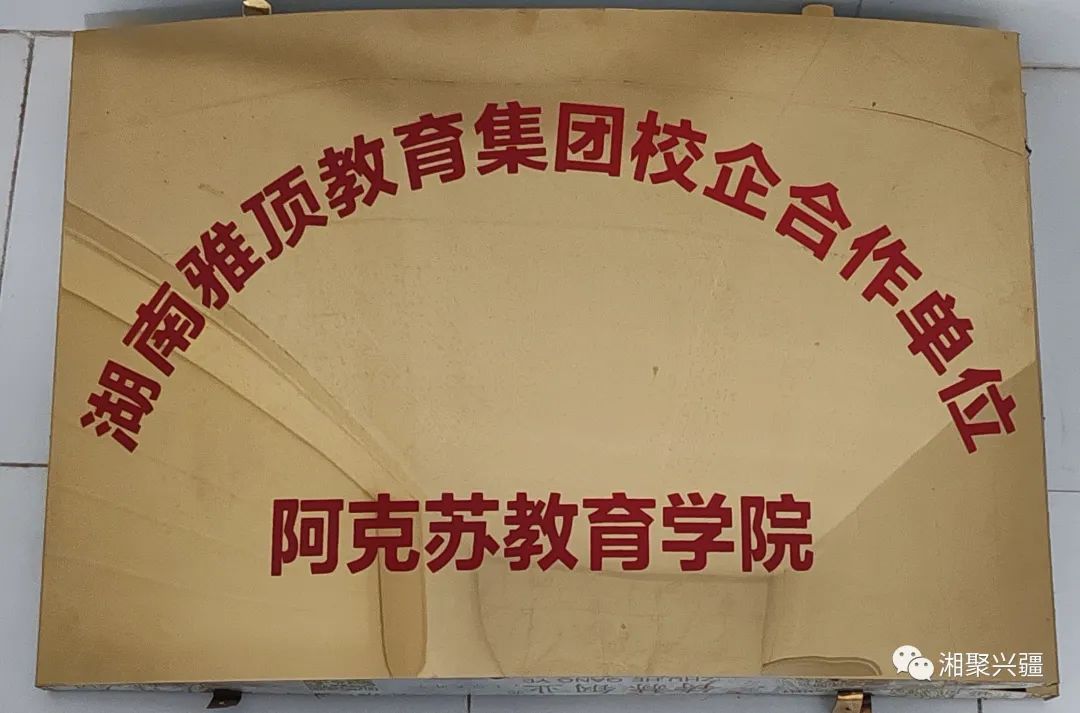 湖南雅顶教育集团校企合作单位
阿克苏教育学院
湘聚兴疆